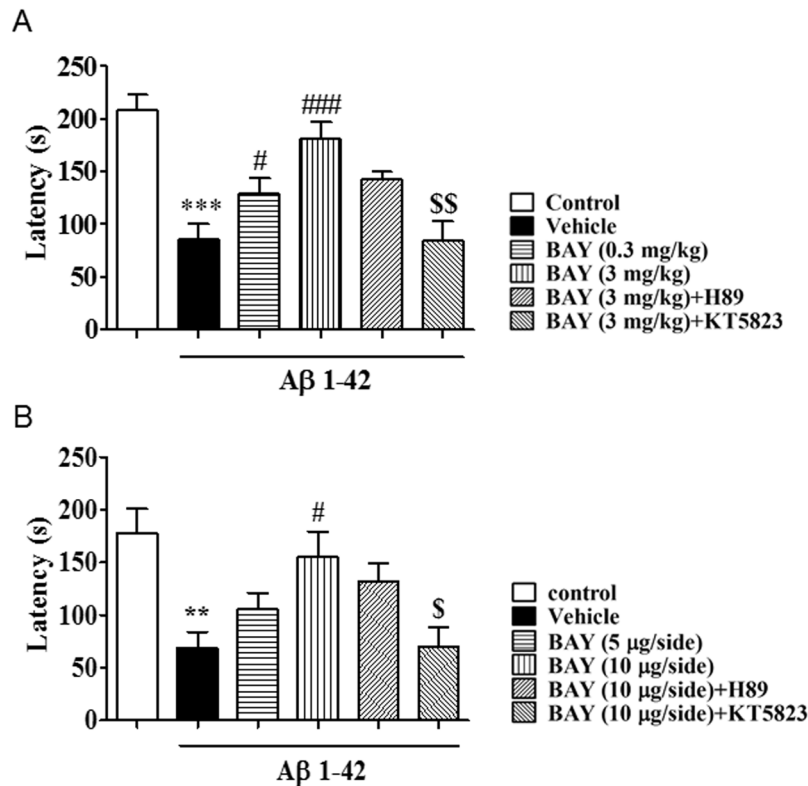 A
Latency (s)
250
200
150
100
50
0
***
#
###
$$
Control
Vehicle
BAY (0.3 mg/kg)
BAY (3 mg/kg)
BAY (3 mg/kg)+H89
BAY (3 mg/kg)+KT5823
Aβ 1-42
B
Latency (s)
250
200
150
100
50
0
**
#
$
control
Vehicle
BAY (5 μg/side)
BAY (10 μg/side)
BAY (10 μg/side)+H89
BAY (10 μg/side)+KT5823
Aβ 1-42